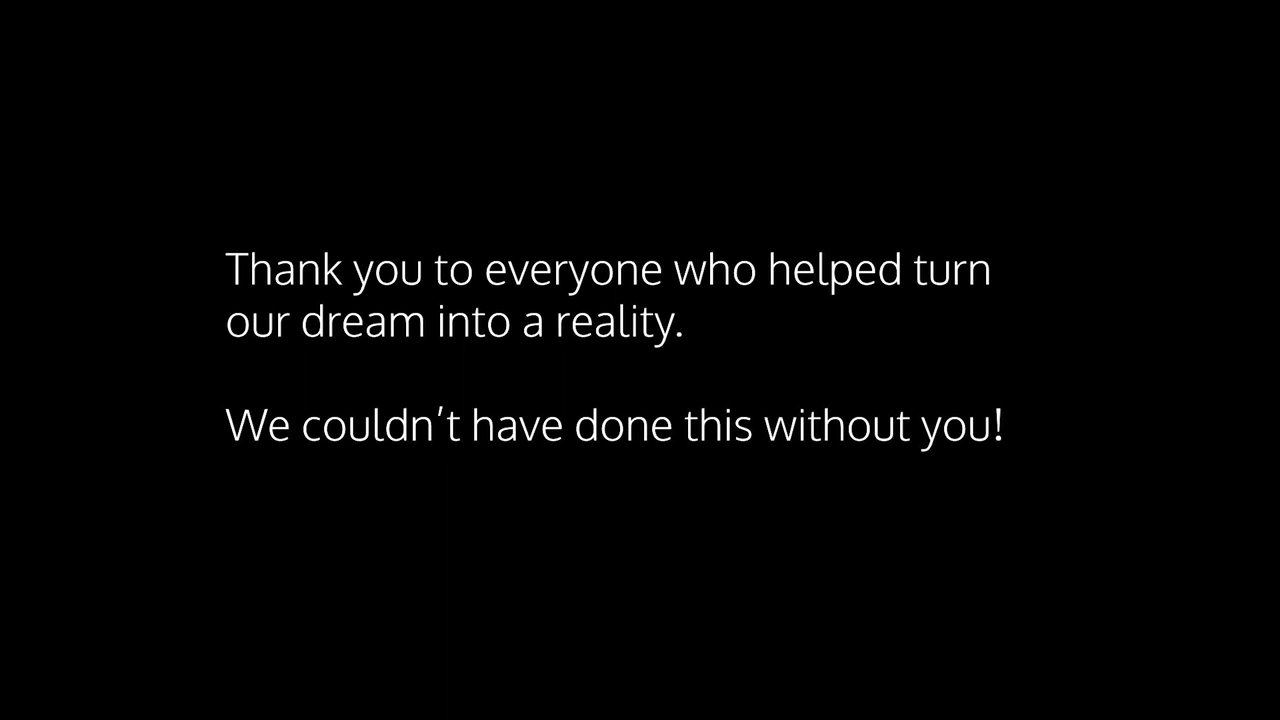 Thank you to everyone who helped turn
our dream into a reality.
We couldn't have done this without you!